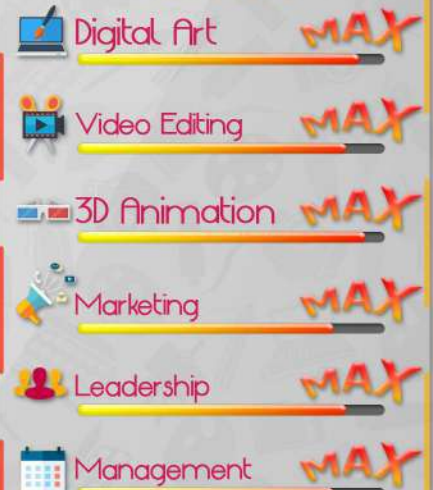 Digital Art MAX
Video Editing MAX
3D Animation MAX
Marketing MAX
Leadership MAX
Management MAX